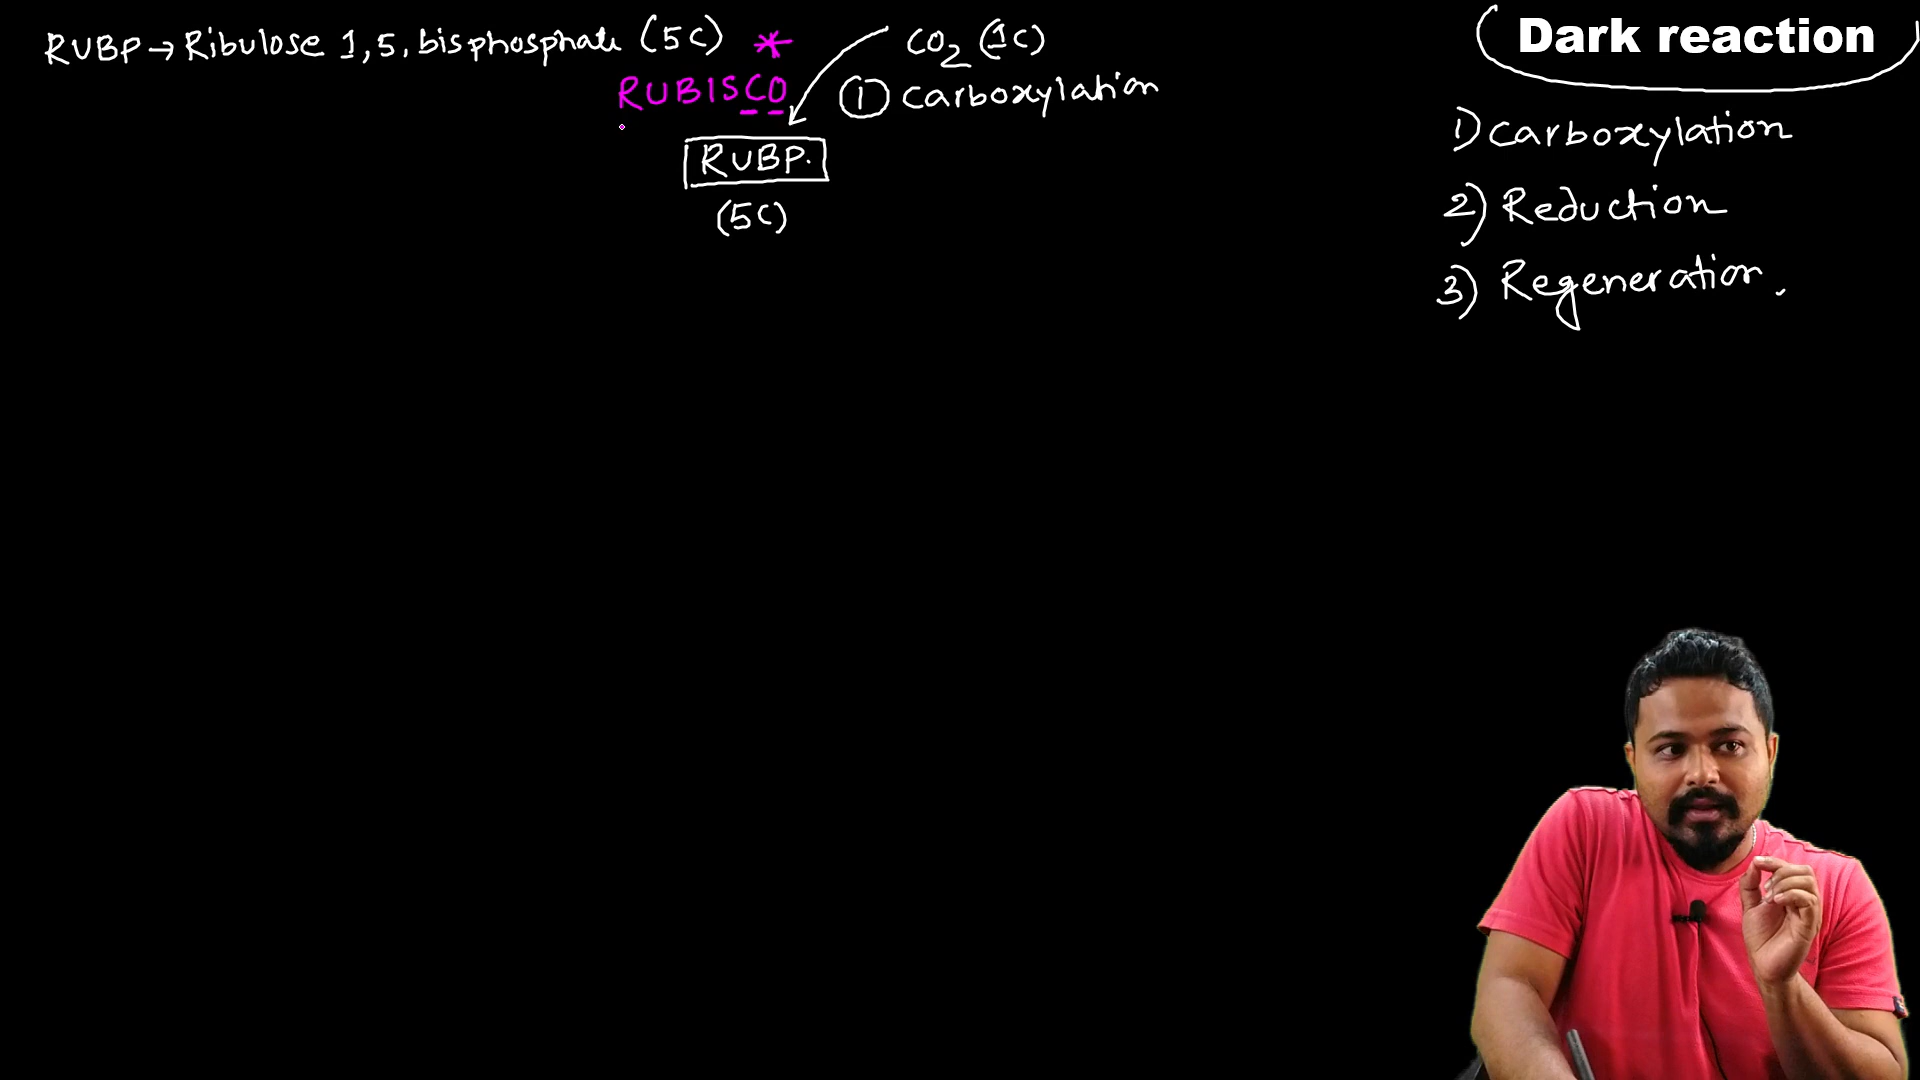 RUBP → Ribulose 1,5, bisphosphate (5C) *
CO2 (1C)
RUBISCO
① Carboxylation
RUBP.
(5C)
Dark reaction
1) Carboxylation
2) Reduction
3) Regeneration.